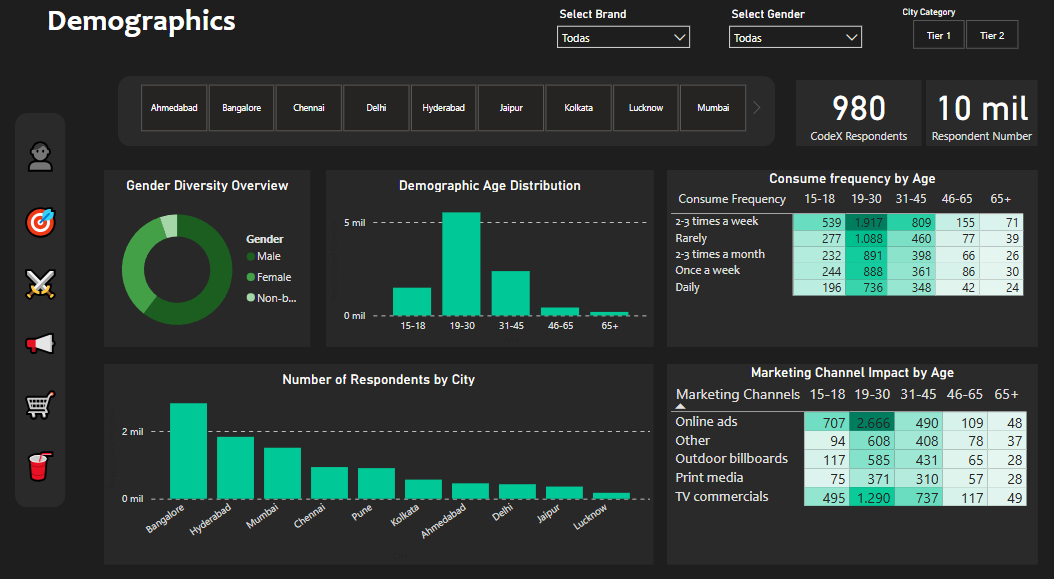 Demographics
Select Brand
Todas
Select Gender
Todas
City Category
Tier 1
Tier 2
Ahmedabad
Bangalore
Chennai
Delhi
Hyderabad
Jaipur
Kolkata
Lucknow
Mumbai
980
CodeX Respondents
10 mil
Respondent Number
Gender Diversity Overview
Gender
Male
Female
Non-b...
Demographic Age Distribution
5 mil
0 mil
15-18 19-30 31-45 46-65 65+
Consume frequency by Age
Consume Frequency 15-18 19-30 31-45 46-65 65+
2-3 times a week 539 1.917 809 155 71
Rarely 277 1.088 460 77 39
2-3 times a month 232 891 398 66 26
Once a week 244 888 361 86 30
Daily 196 736 348 42 24
Number of Respondents by City
2 mil
0 mil
Bangalore Hyderabad Mumbai Chennai Pune Kolkata Ahmedabad Delhi Jaipur Lucknow
Marketing Channel Impact by Age
Marketing Channels 15-18 19-30 31-45 46-65 65+
Online ads 707 2.666 490 109 48
Other 94 608 408 78 37
Outdoor billboards 117 585 431 65 28
Print media 75 371 310 57 28
TV commercials 495 1.290 737 117 49